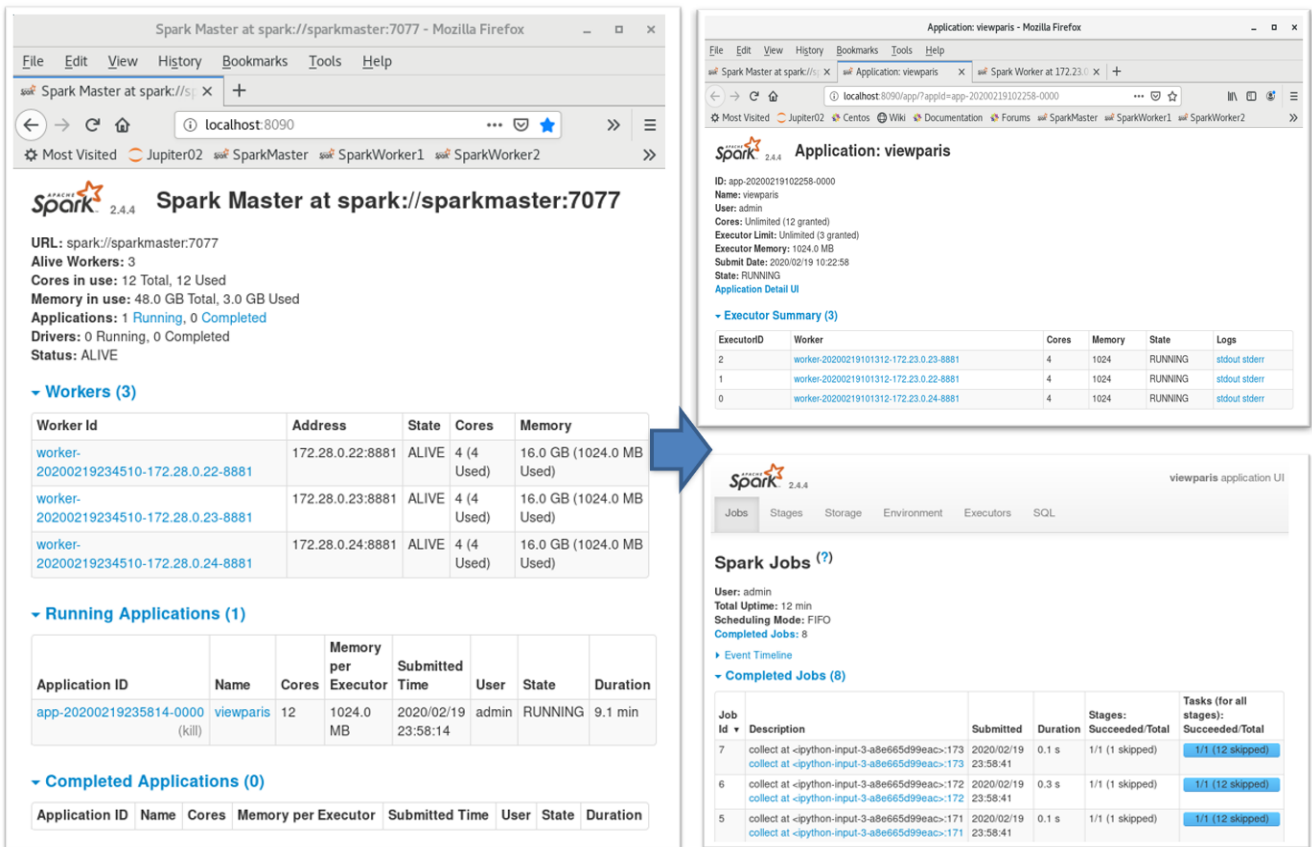 Spark Master at spark://sparkmaster:7077 - Mozilla Firefox
File Edit View History Bookmarks Tools Help
Spark Master at spark://s
localhost:8090
Most Visited Jupiter02 SparkMaster SparkWorker1 SparkWorker2
APACHE Spark 2.4.4 Spark Master at spark://sparkmaster:7077
URL: spark://sparkmaster:7077
Alive Workers: 3
Cores in use: 12 Total, 12 Used
Memory in use: 48.0 GB Total, 3.0 GB Used
Applications: 1 Running, 0 Completed
Drivers: 0 Running, 0 Completed
Status: ALIVE
Workers (3)
Worker Id Address State Cores Memory
worker- 172.28.0.22:8881 ALIVE 4 (4 16.0 GB (1024.0 MB
20200219234510-172.28.0.22-8881 Used) Used)
worker- 172.28.0.23:8881 ALIVE 4 (4 16.0 GB (1024.0 MB
20200219234510-172.28.0.23-8881 Used) Used)
worker- 172.28.0.24:8881 ALIVE 4 (4 16.0 GB (1024.0 MB
20200219234510-172.28.0.24-8881 Used) Used)
Running Applications (1)
Memory
per Submitted
Application ID Name Cores Executor Time User State Duration
app-20200219235814-0000 viewparis 12 1024.0 2020/02/19 admin RUNNING 9.1 min
(kill) MB 23:58:14
Completed Applications (0)
Application ID Name Cores Memory per Executor Submitted Time User State Duration
Application: viewparis - Mozilla Firefox
File Edit View History Bookmarks Tools Help
Spark Master at spark://s Application: viewparis Spark Worker at 172.23.0
localhost:8090/app/?appId=app-20200219102258-0000
Most Visited Jupiter02 Centos Wiki Documentation Forums SparkMaster SparkWorker1 SparkWorker2
APACHE Spark 2.4.4 Application: viewparis
ID: app-20200219102258-0000
Name: viewparis
User: admin
Cores: Unlimited (12 granted)
Executor Limit: Unlimited (3 granted)
Executor Memory: 1024.0 MB
Submit Date: 2020/02/19 10:22:58
State: RUNNING
Application Detail UI
Executor Summary (3)
ExecutorID Worker Cores Memory State Logs
2 worker-20200219101312-172.23.0.23-8881 4 1024 RUNNING stdout stderr
1 worker-20200219101312-172.23.0.22-8881 4 1024 RUNNING stdout stderr
0 worker-20200219101312-172.23.0.24-8881 4 1024 RUNNING stdout stderr
APACHE Spark 2.4.4 viewparis application UI
Jobs Stages Storage Environment Executors SQL
Spark Jobs (?)
User: admin
Total Uptime: 12 min
Scheduling Mode: FIFO
Completed Jobs: 8
Event Timeline
Completed Jobs (8)
Tasks (for all
Job Stages: stages):
Id Description Submitted Duration Succeeded/Total Succeeded/Total
7 collect at <ipython-input-3-a8e665d99eac>:173 2020/02/19 0.1 s 1/1 (1 skipped) 1/1 (12 skipped)
collect at <ipython-input-3-a8e665d99eac>:173 23:58:41
6 collect at <ipython-input-3-a8e665d99eac>:172 2020/02/19 0.3 s 1/1 (1 skipped) 1/1 (12 skipped)
collect at <ipython-input-3-a8e665d99eac>:172 23:58:41
5 collect at <ipython-input-3-a8e665d99eac>:171 2020/02/19 0.1 s 1/1 (1 skipped) 1/1 (12 skipped)
collect at <ipython-input-3-a8e665d99eac>:171 23:58:41